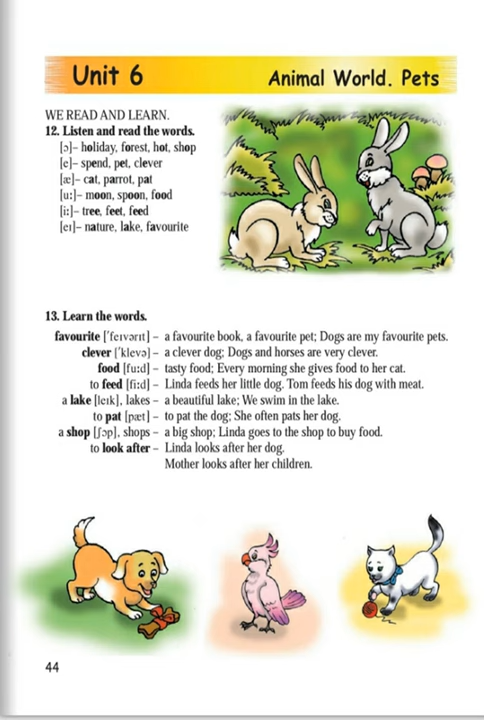 Unit 6
Animal World. Pets
WE READ AND LEARN.
12. Listen and read the words.
[ɔ]– holiday, forest, hot, shop
[e]– spend, pet, clever
[æ]– cat, parrot, pat
[u:]– moon, spoon, food
[i:]– tree, feet, feed
[eɪ]– nature, lake, favourite
13. Learn the words.
favourite ['feɪvərɪt] – a favourite book, a favourite pet; Dogs are my favourite pets.
clever ['klevə] – a clever dog; Dogs and horses are very clever.
food [fu:d] – tasty food; Every morning she gives food to her cat.
to feed [fi:d] – Linda feeds her little dog. Tom feeds his dog with meat.
a lake [leɪk], lakes – a beautiful lake; We swim in the lake.
to pat [pæt] – to pat the dog; She often pats her dog.
a shop [ʃɔp], shops – a big shop; Linda goes to the shop to buy food.
to look after – Linda looks after her dog.
Mother looks after her children.
44